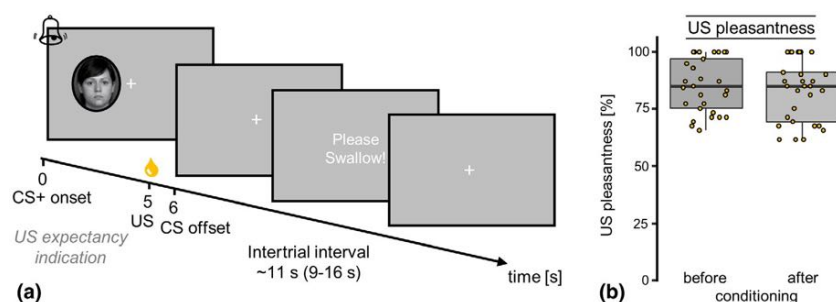 Please
Swallow!
0
CS+ onset
5
US
6
CS offset
US expectancy
indication
Intertrial interval
~11 s (9-16 s)
time [s]
(a)
US pleasantness
US pleasantness [%]
100
75
50
25
0
before
after
conditioning
(b)